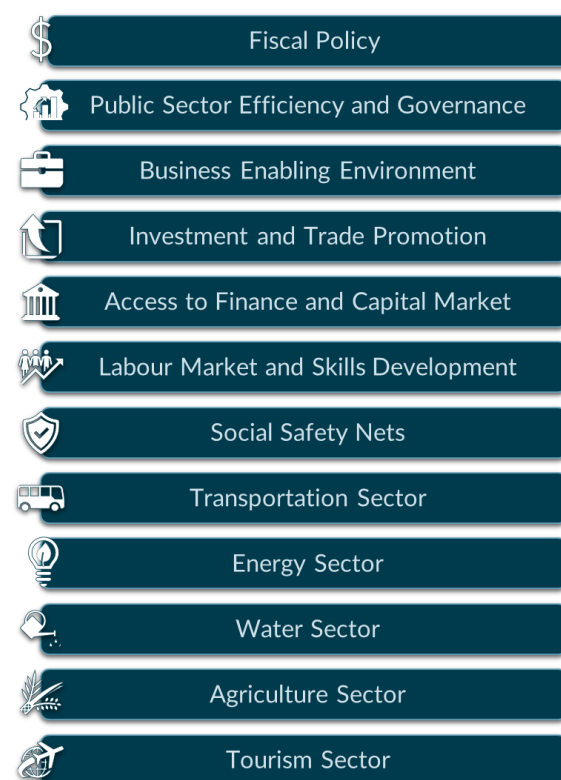 Fiscal Policy
Public Sector Efficiency and Governance
Business Enabling Environment
Investment and Trade Promotion
Access to Finance and Capital Market
Labour Market and Skills Development
Social Safety Nets
Transportation Sector
Energy Sector
Water Sector
Agriculture Sector
Tourism Sector